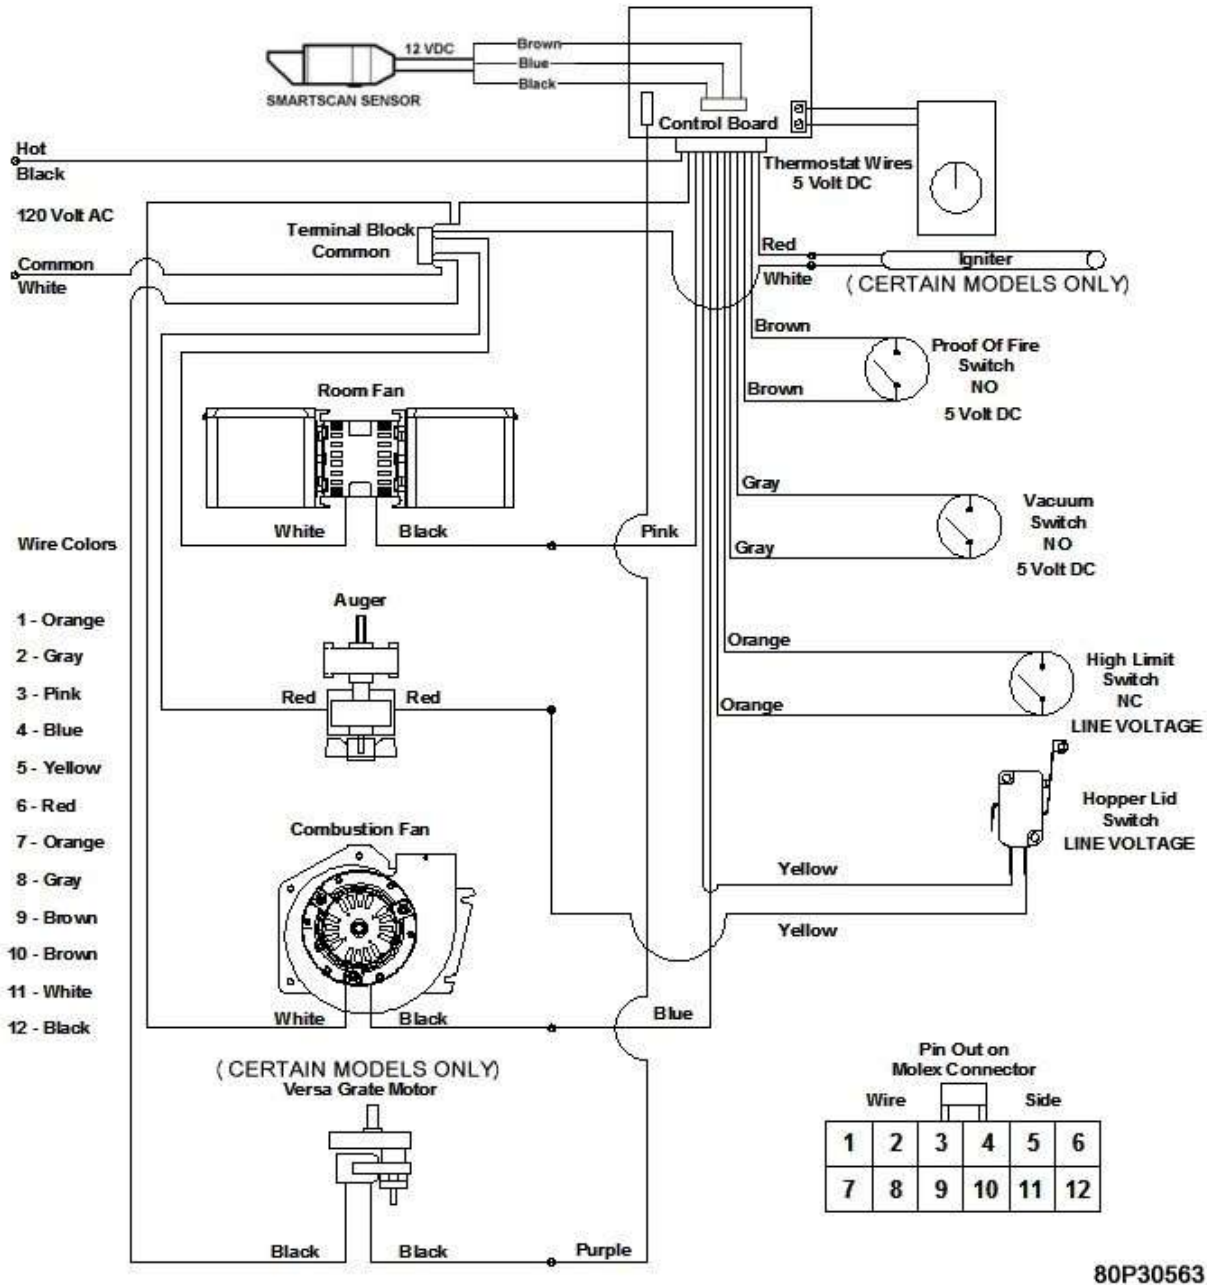 12 VDC
Brown
Blue
Black
SMARTSCAN SENSOR
Control Board
Hot
Black
Thermostat Wires
5 Volt DC
120 Volt AC
Terminal Block
Common
Common
White
Red
Igniter
White
(CERTAIN MODELS ONLY)
Brown
Proof Of Fire
Switch
NO
5 Volt DC
Brown
Room Fan
Gray
Vacuum
Switch
NO
5 Volt DC
White
Black
Pink
Gray
Wire Colors
1 - Orange
2 - Gray
3 - Pink
4 - Blue
5 - Yellow
6 - Red
7 - Orange
8 - Gray
9 - Brown
10 - Brown
11 - White
12 - Black
Auger
Red
Red
Orange
High Limit
Switch
NC
LINE VOLTAGE
Orange
Hopper Lid
Switch
LINE VOLTAGE
Combustion Fan
Yellow
Yellow
White
Black
Blue
(CERTAIN MODELS ONLY)
Versa Grate Motor
Black
Black
Purple
Pin Out on
Molex Connector
Wire Side
1 2 3 4 5 6
7 8 9 10 11 12
80P30563